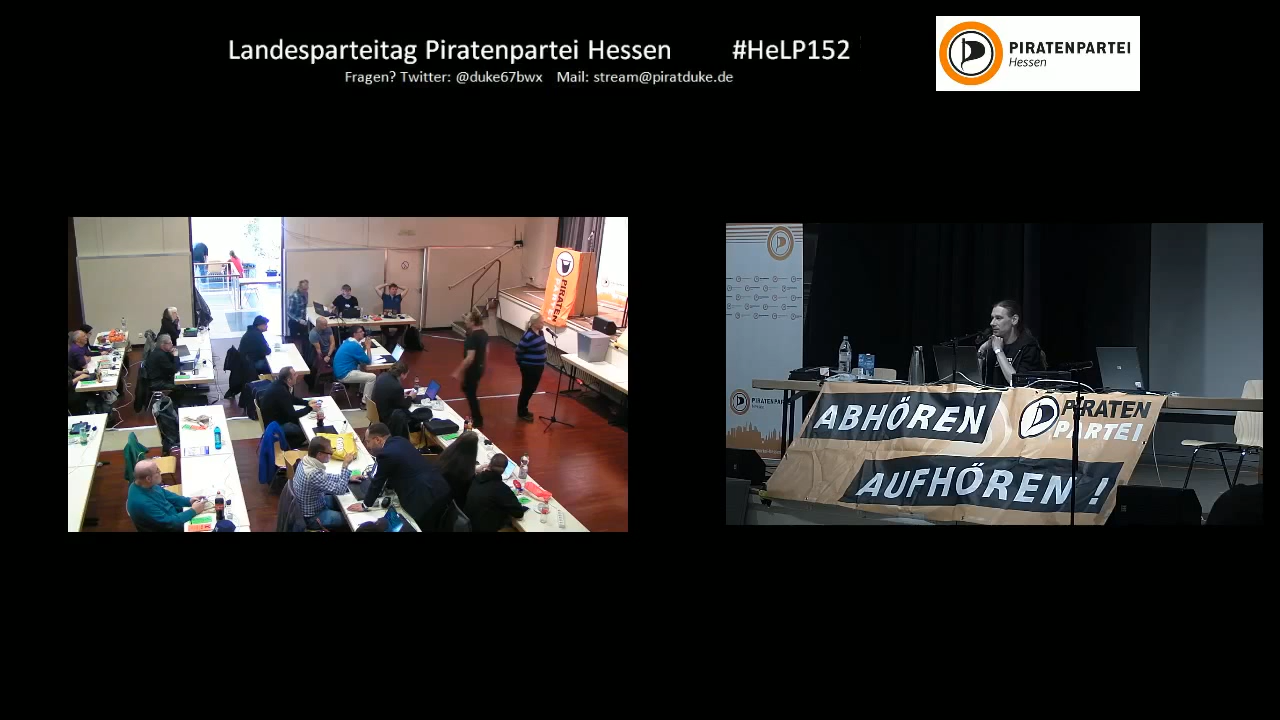 Landesparteitag Piratenpartei Hessen #HeLP152
Fragen? Twitter: @duke67bwx Mail: stream@piratduke.de
PIRATENPARTEI
Hessen
PIRATEN
ABHÖREN
PIRATEN
PARTEI
AUFHÖREN !